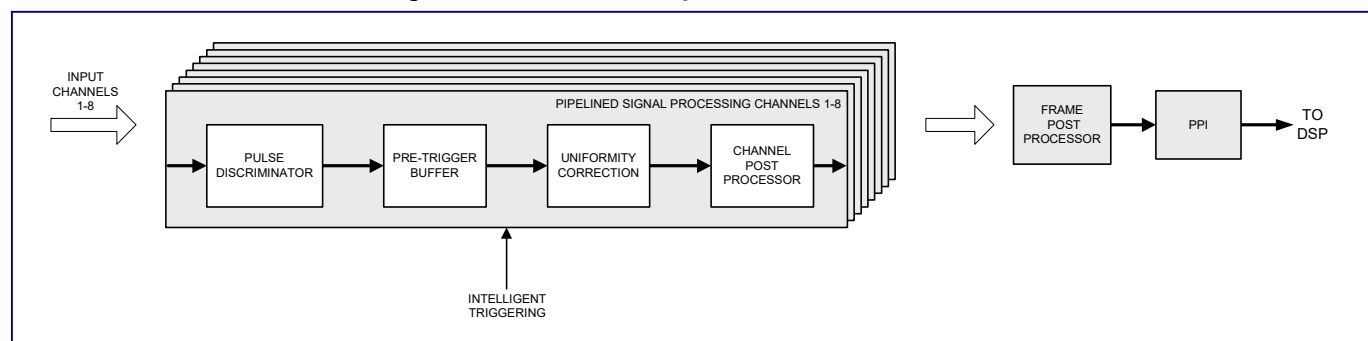 INPUT
CHANNELS
1-8
PIPELINED SIGNAL PROCESSING CHANNELS 1-8
PULSE
DISCRIMINATOR
PRE-TRIGGER
BUFFER
UNIFORMITY
CORRECTION
CHANNEL
POST
PROCESSOR
INTELLIGENT
TRIGGERING
FRAME
POST
PROCESSOR
PPI
TO
DSP